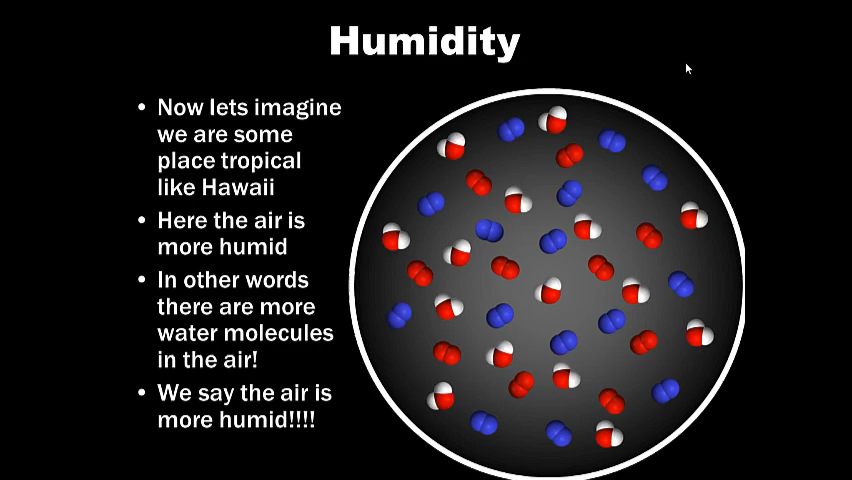 Humidity
• Now lets imagine
we are some
place tropical
like Hawaii
• Here the air is
more humid
• In other words
there are more
water molecules
in the air!
• We say the air is
more humid!!!!